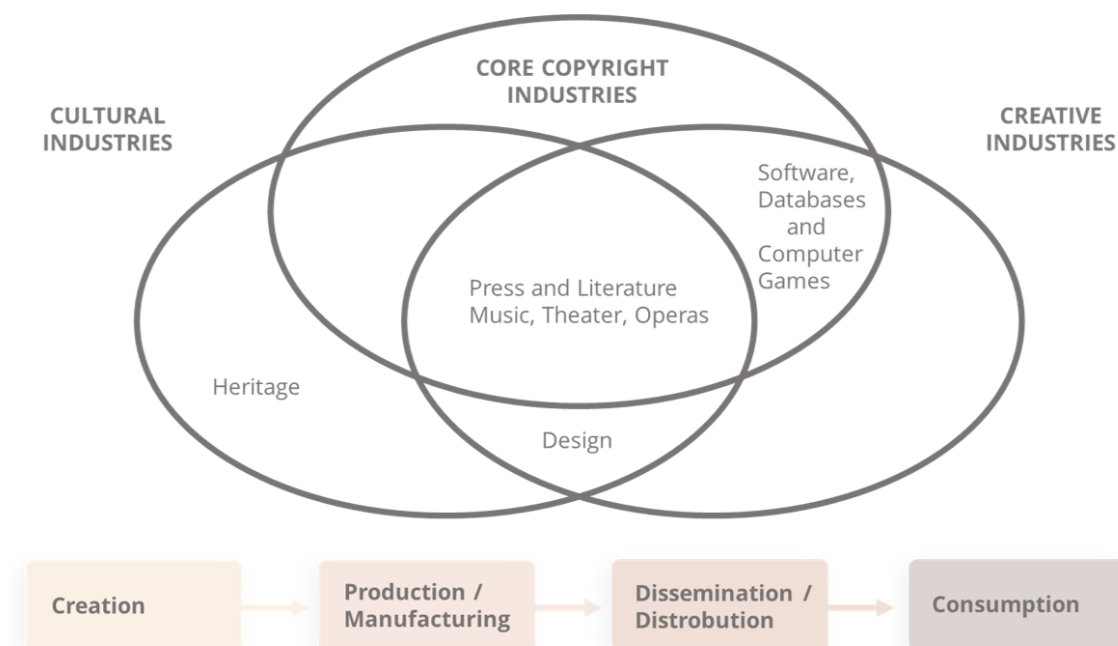 CORE COPYRIGHT
INDUSTRIES
CULTURAL
INDUSTRIES
CREATIVE
INDUSTRIES
Software,
Databases
and
Computer
Games
Press and Literature
Music, Theater, Operas
Heritage
Design
Creation
Production /
Manufacturing
Dissemination /
Distrobution
Consumption